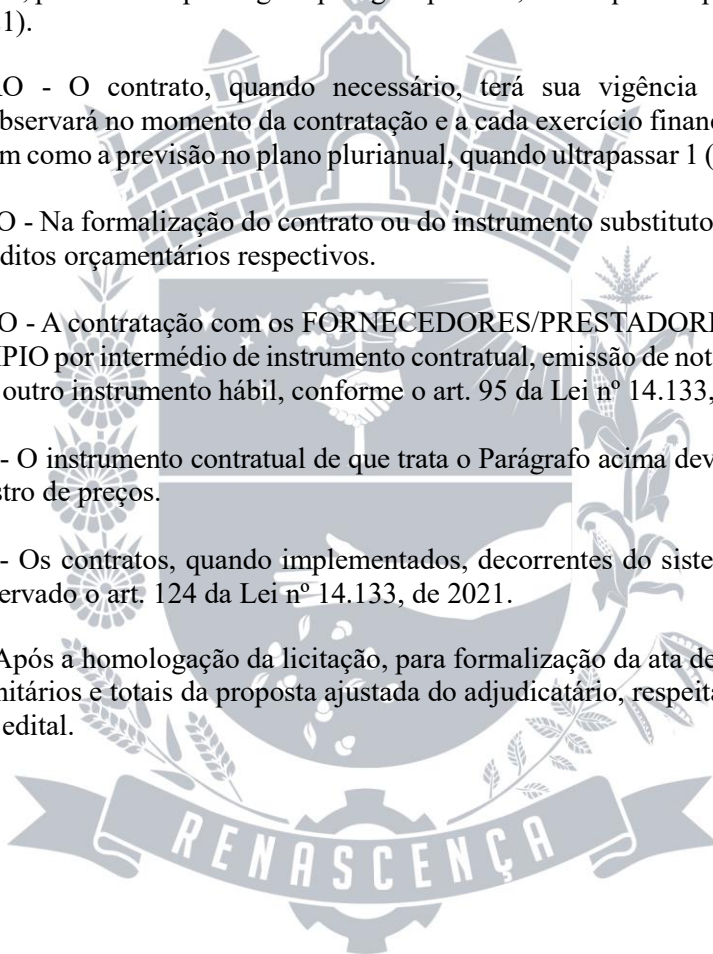 1).
O - O contrato, quando necessário, terá sua vigência
bservará no momento da contratação e a cada exercício financ
m como a previsão no plano plurianual, quando ultrapassar 1 (
O - Na formalização do contrato ou do instrumento substituto
ditos orçamentários respectivos.
O - A contratação com os FORNECEDORES/PRESTADORE
IPIO por intermédio de instrumento contratual, emissão de not
outro instrumento hábil, conforme o art. 95 da Lei nº 14.133,
- O instrumento contratual de que trata o Parágrafo acima dev
stro de preços.
- Os contratos, quando implementados, decorrentes do siste
ervado o art. 124 da Lei nº 14.133, de 2021.
Após a homologação da licitação, para formalização da ata de
nitários e totais da proposta ajustada do adjudicatário, respeita
edital.
RENASCENÇA